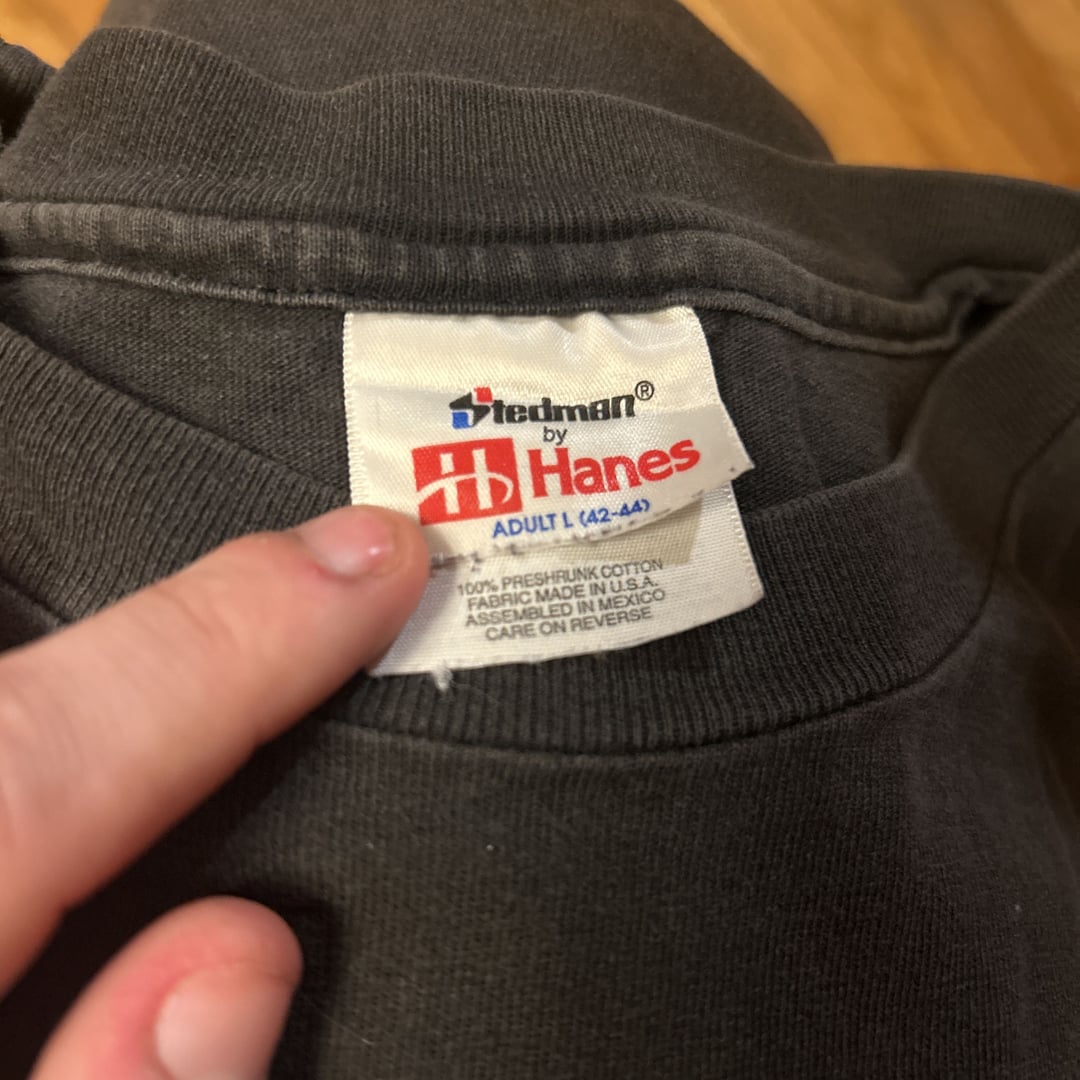 Stedman®
by
Hanes
ADULT L (42-44)
100% PRESHRUNK COTTON
FABRIC MADE IN U.S.A.
ASSEMBLED IN MEXICO
CARE ON REVERSE